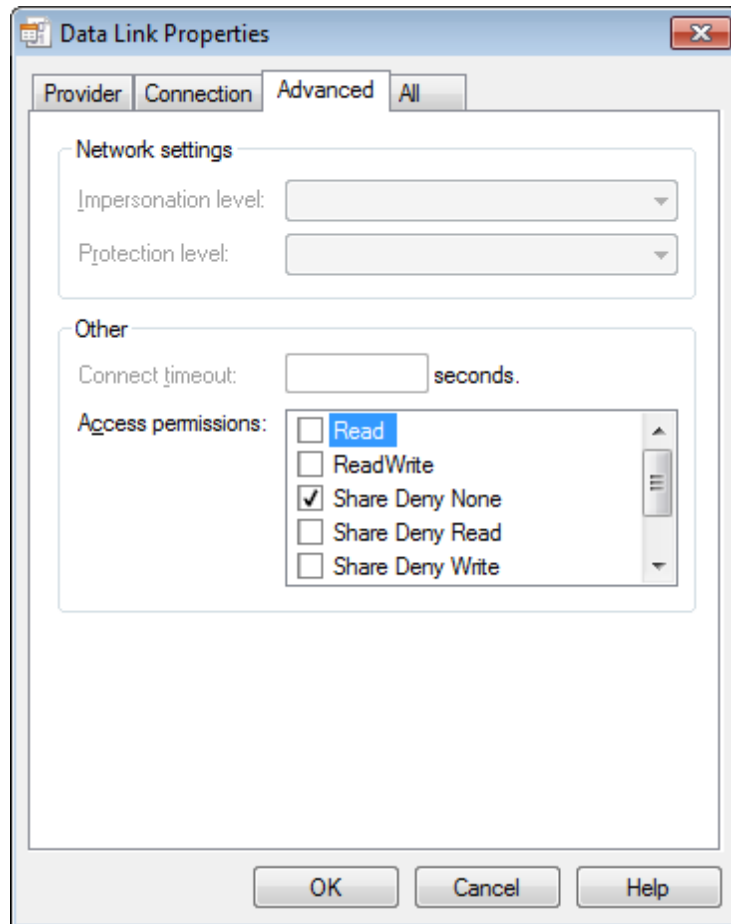 Data Link Properties
Provider Connection Advanced All
Network settings
Impersonation level:
Protection level:
Other
Connect timeout: seconds.
Access permissions: Read
ReadWrite
Share Deny None
Share Deny Read
Share Deny Write
OK Cancel Help